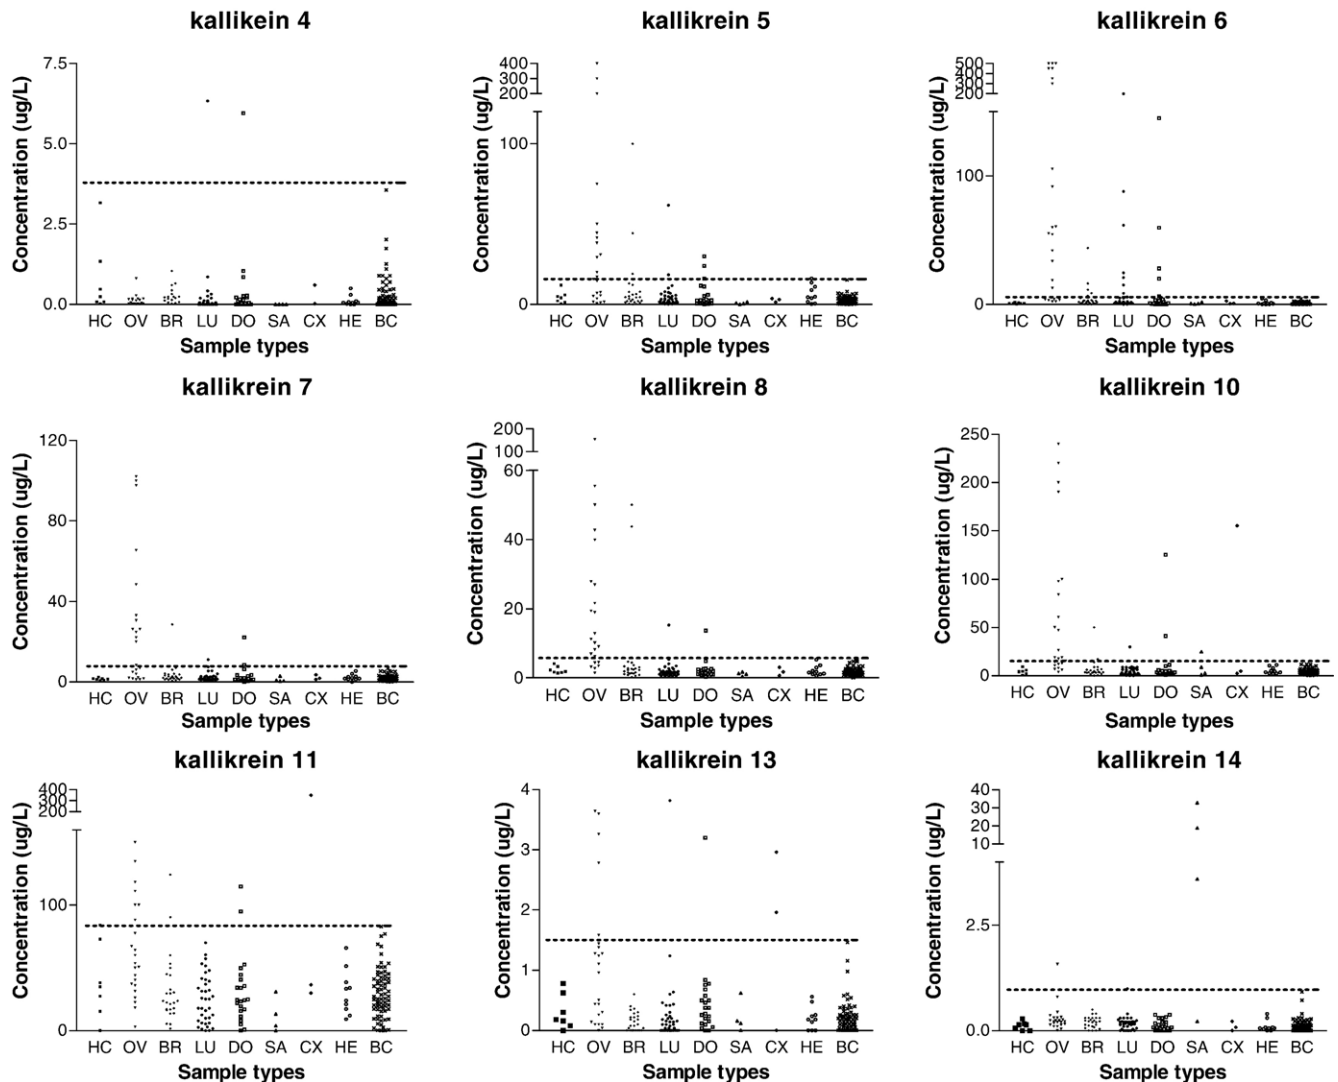 kallikein 4
7.5
5.0
2.5
0.0
Concentration (ug/L)
HC OV BR LU DO SA CX HE BC
Sample types
kallikrein 5
400
300
200
100
0
Concentration (ug/L)
HC OV BR LU DO SA CX HE BC
Sample types
kallikrein 6
500
400
300
200
100
0
Concentration (ug/L)
HC OV BR LU DO SA CX HE BC
Sample types
kallikrein 7
120
80
40
0
Concentration (ug/L)
HC OV BR LU DO SA CX HE BC
Sample types
kallikrein 8
200
100
60
40
20
0
Concentration (ug/L)
HC OV BR LU DO SA CX HE BC
Sample types
kallikrein 10
250
200
150
100
50
0
Concentration (ug/L)
HC OV BR LU DO SA CX HE BC
Sample types
kallikrein 11
400
300
200
100
0
Concentration (ug/L)
HC OV BR LU DO SA CX HE BC
Sample types
kallikrein 13
4
3
2
1
0
Concentration (ug/L)
HC OV BR LU DO SA CX HE BC
Sample types
kallikrein 14
40
30
20
10
2.5
0.0
Concentration (ug/L)
HC OV BR LU DO SA CX HE BC
Sample types